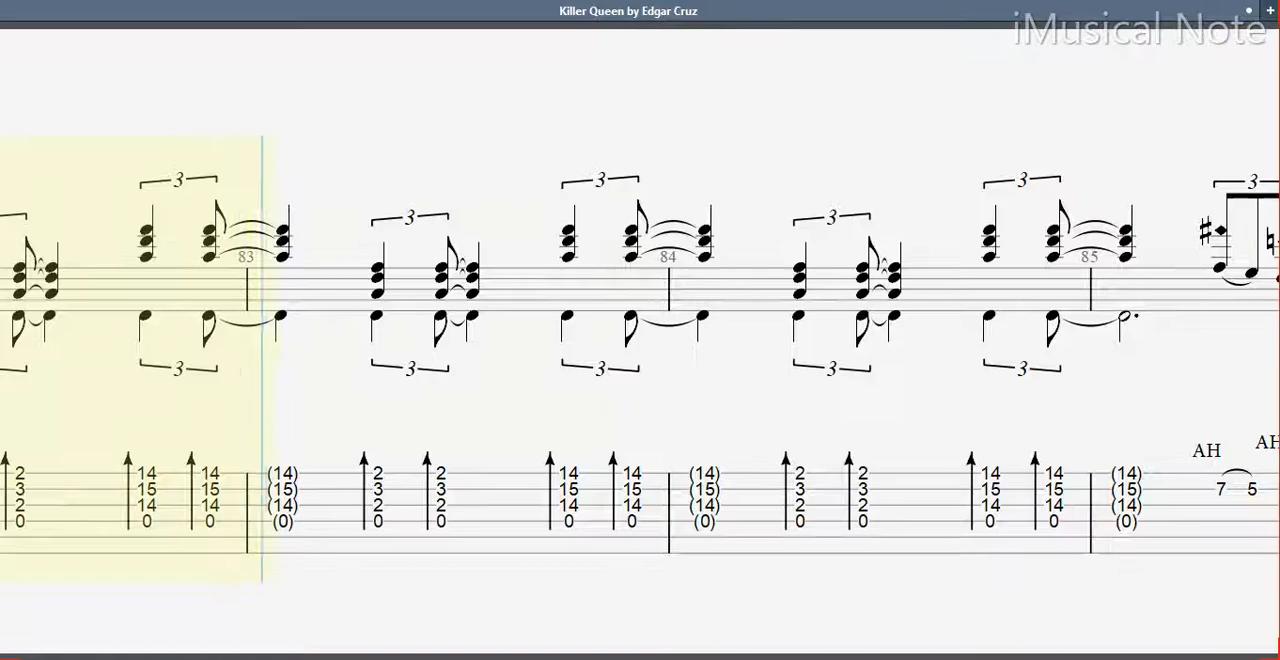 Killer Queen by Edgar Cruz
iMusical Note
3 3 3 3 3 3
83 84 85
3 3 3 3 3 3
AH AH
2 14 14 (14) 2 2 14 14 (14) 2 2 14 14 (14)
3 15 15 (15) 3 3 15 15 (15) 3 3 15 15 (15) 7 5
2 14 14 (14) 2 2 14 14 (14) 2 2 14 14 (14)
0 0 0 (0) 0 0 0 0 (0) 0 0 0 0 (0)